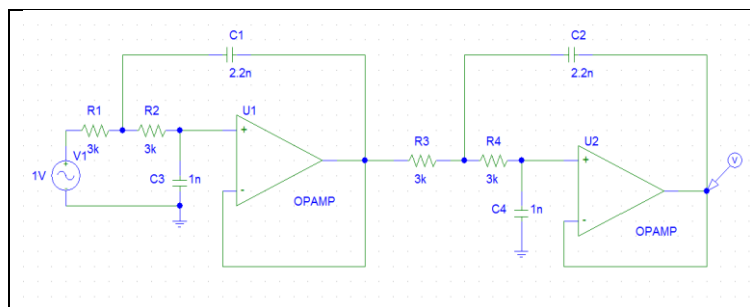 C1
2.2n
C2
2.2n
R1
3k
R2
3k
U1
+
-
OPAMP
V1
1V
C3
1n
R3
3k
R4
3k
U2
+
-
OPAMP
C4
1n
V